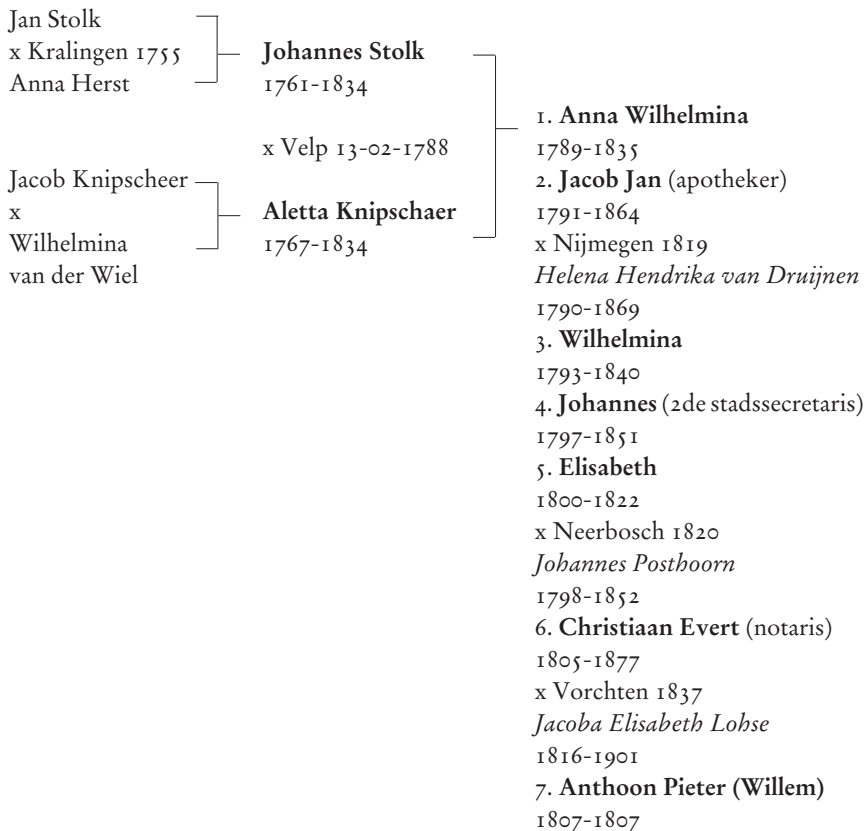 Jan Stolk
x Kralingen 1755
Anna Herst
Jacob Knipscheer
x
Wilhelmina
van der Wiel
Johannes Stolk
1761-1834
x Velp 13-02-1788
Aletta Knipschaer
1767-1834
1. Anna Wilhelmina
1789-1835
2. Jacob Jan (apotheker)
1791-1864
x Nijmegen 1819
Helena Hendrika van Druijnen
1790-1869
3. Wilhelmina
1793-1840
4. Johannes (2de stadssecretaris)
1797-1851
5. Elisabeth
1800-1822
x Neerbosch 1820
Johannes Posthoorn
1798-1852
6. Christiaan Evert (notaris)
1805-1877
x Vorchten 1837
Jacoba Elisabeth Lohse
1816-1901
7. Anthoon Pieter (Willem)
1807-1807